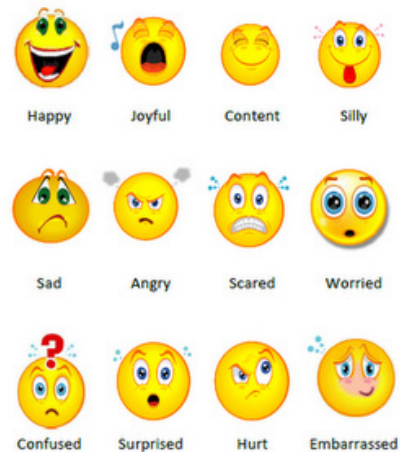 Happy Joyful Content Silly
Sad Angry Scared Worried
?
Confused Surprised Hurt Embarrassed